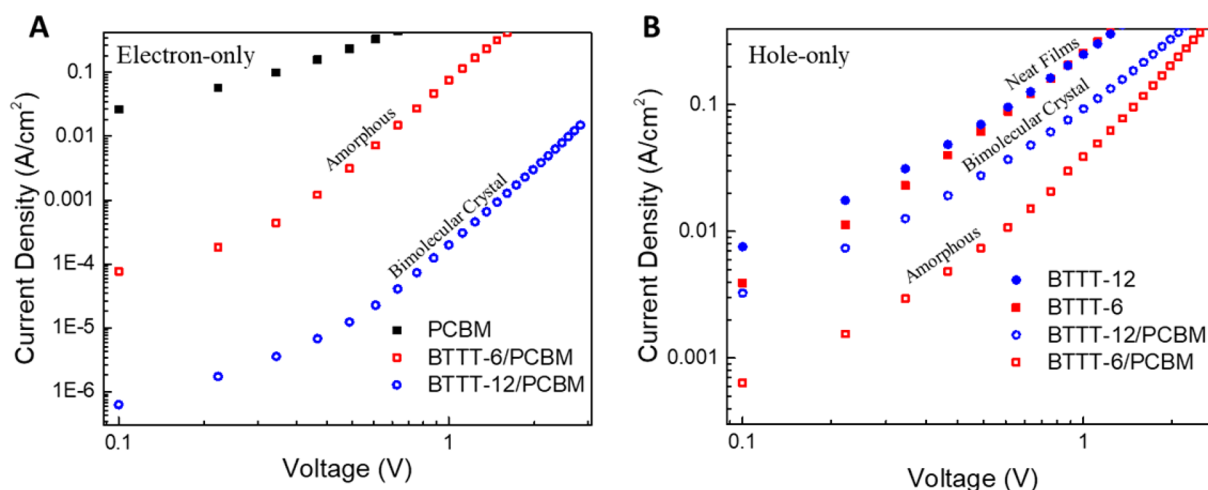 A
Electron-only
Amorphous
Bimolecular Crystal
PCBM
BTTT-6/PCBM
BTTT-12/PCBM
0.1
0.01
0.001
1E-4
1E-5
1E-6
0.1
1
Current Density (A/cm²)
Voltage (V)
B
Hole-only
Neat Films
Bimolecular Crystal
Amorphous
BTTT-12
BTTT-6
BTTT-12/PCBM
BTTT-6/PCBM
0.1
0.01
0.001
0.1
1
Current Density (A/cm²)
Voltage (V)